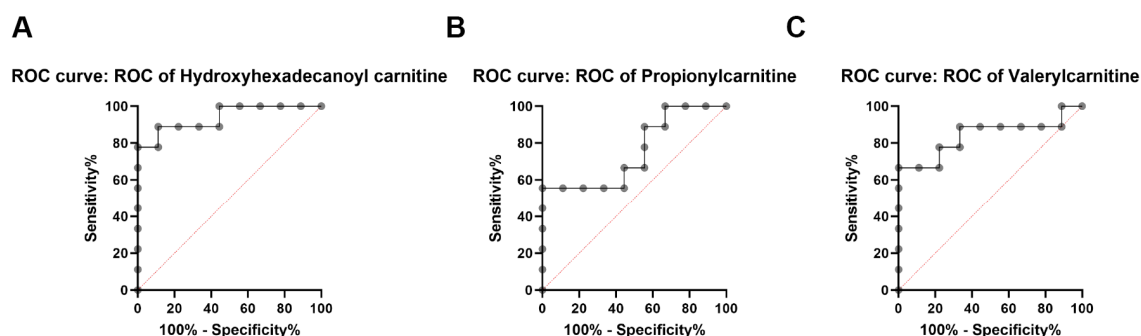 A
B
C
ROC curve: ROC of Hydroxyhexadecanoyl carnitine
ROC curve: ROC of Propionylcarnitine
ROC curve: ROC of Valerylcarnitine
Sensitivity%
100
80
60
40
20
0
0 20 40 60 80 100
100% - Specificity%
Sensitivity%
100
80
60
40
20
0
0 20 40 60 80 100
100% - Specificity%
Sensitivity%
100
80
60
40
20
0
0 20 40 60 80 100
100% - Specificity%